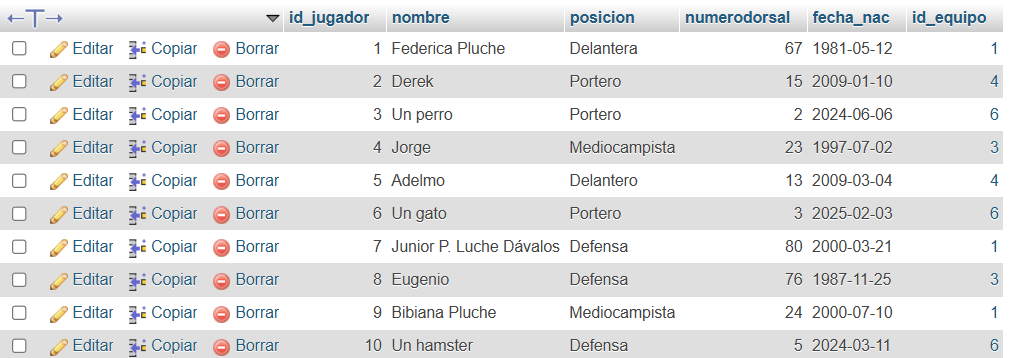 id_jugador nombre posicion numerodorsal fecha_nac id_equipo
Editar Copiar Borrar 1 Federica Pluche Delantera 67 1981-05-12 1
Editar Copiar Borrar 2 Derek Portero 15 2009-01-10 4
Editar Copiar Borrar 3 Un perro Portero 2 2024-06-06 6
Editar Copiar Borrar 4 Jorge Mediocampista 23 1997-07-02 3
Editar Copiar Borrar 5 Adelmo Delantero 13 2009-03-04 4
Editar Copiar Borrar 6 Un gato Portero 3 2025-02-03 6
Editar Copiar Borrar 7 Junior P. Luche Dávalos Defensa 80 2000-03-21 1
Editar Copiar Borrar 8 Eugenio Defensa 76 1987-11-25 3
Editar Copiar Borrar 9 Bibiana Pluche Mediocampista 24 2000-07-10 1
Editar Copiar Borrar 10 Un hamster Defensa 5 2024-03-11 6